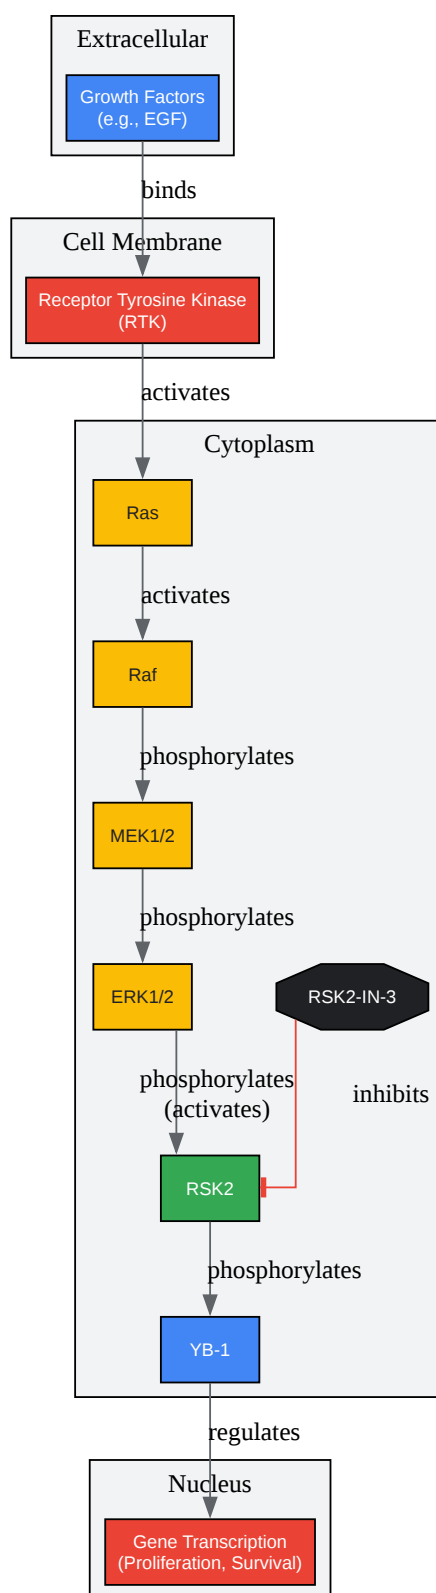 Extracellular
Growth Factors
(e.g., EGF)
binds
Cell Membrane
Receptor Tyrosine Kinase
(RTK)
activates
Cytoplasm
Ras
activates
Raf
phosphorylates
MEK1/2
phosphorylates
ERK1/2
RSK2-IN-3
phosphorylates
(activates)
inhibits
RSK2
phosphorylates
YB-1
regulates
Nucleus
Gene Transcription
(Proliferation, Survival)